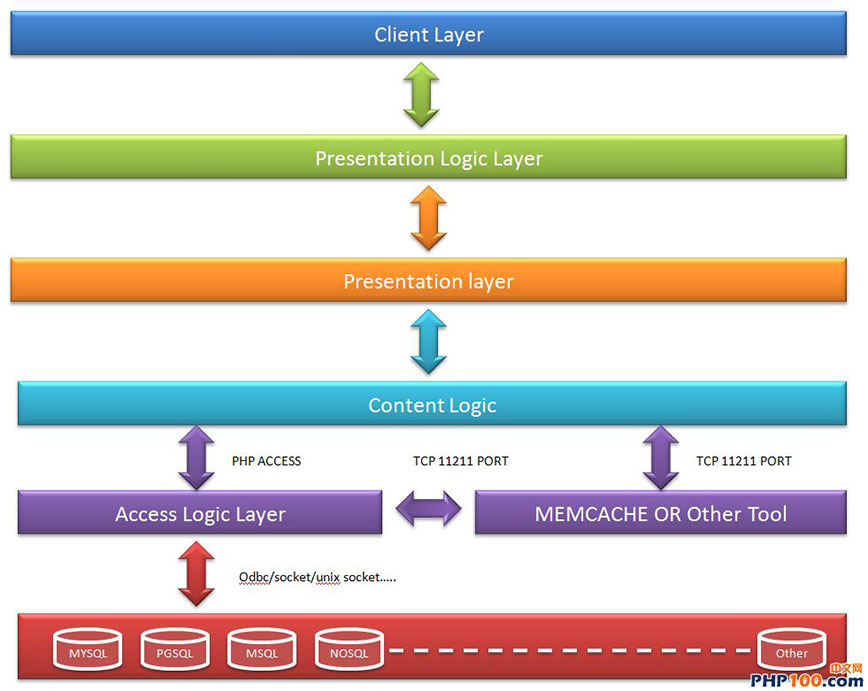 Client Layer
Presentation Logic Layer
Presentation layer
Content Logic
PHP ACCESS
TCP 11211 PORT
TCP 11211 PORT
Access Logic Layer
MEMCACHE OR Other Tool
Odbc/socket/unix socket.....
MYSQL
PGSQL
MSQL
NOSQL
Other
中文网
PHP100.com